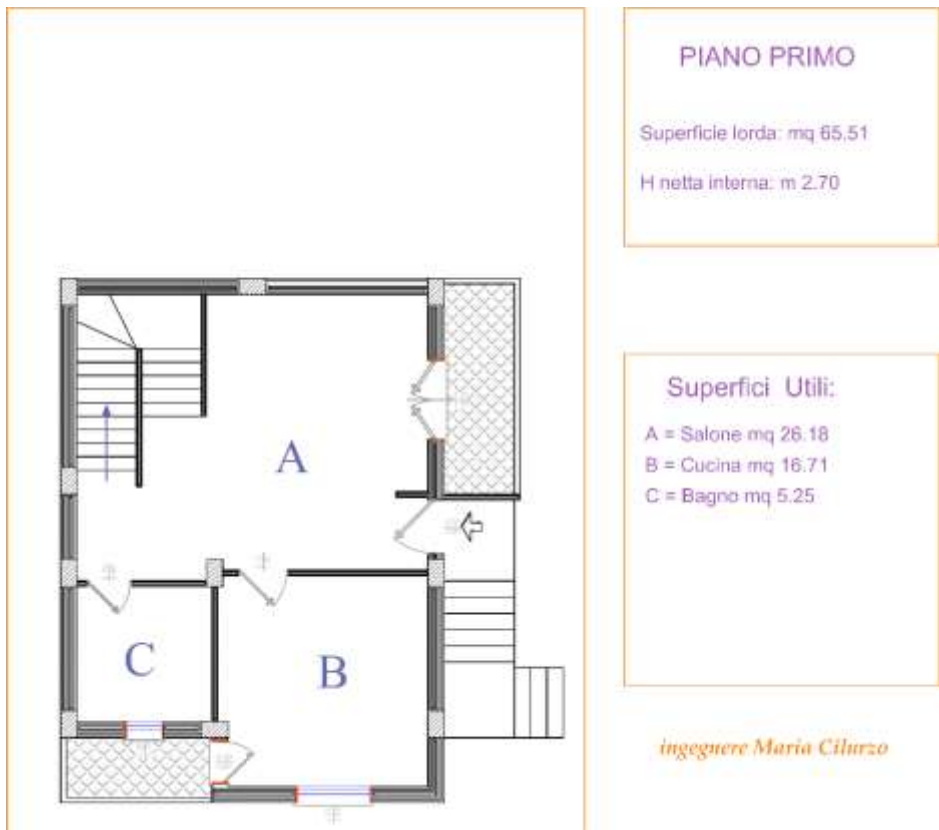 PIANO PRIMO
Superficie lorda: mq 65.51
H netta interna: m 2.70
A
C
B
Superfici Utili:
A = Salone mq 26.18
B = Cucina mq 16.71
C = Bagno mq 5.25
ingegnere Maria Cilurzo